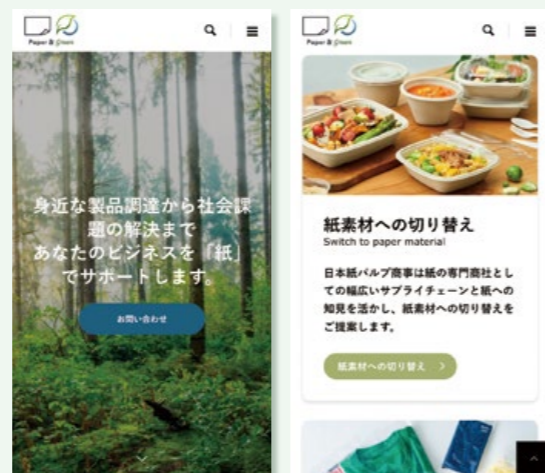 Paper & Green
身近な製品調達から社会課
題の解決まで
あなたのビジネスを「紙」
でサポートします。
お問い合わせ
Paper & Green
紙素材への切り替え
Switch to paper material
日本紙パルプ商事は紙の専門商社とし
ての幅広いサプライチェーンと紙への
知見を活かし、紙素材への切り替えを
ご提案します。
紙素材への切り替え